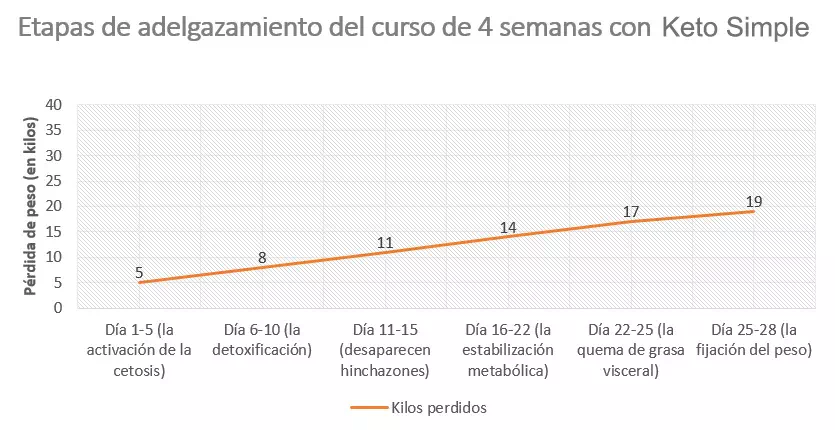 Etapas de adelgazamiento del curso de 4 semanas con Keto Simple
Pérdida de peso (en kilos)
40
35
30
25
20
15
10
5
0
5
8
11
14
17
19
Día 1-5 (la
activación de la
cetosis)
Día 6-10 (la
detoxificación)
Día 11-15
(desaparecen
hinchazones)
Día 16-22 (la
estabilización
metabólica)
Día 22-25 (la
quema de grasa
visceral)
Día 25-28 (la
fijación del peso)
Kilos perdidos